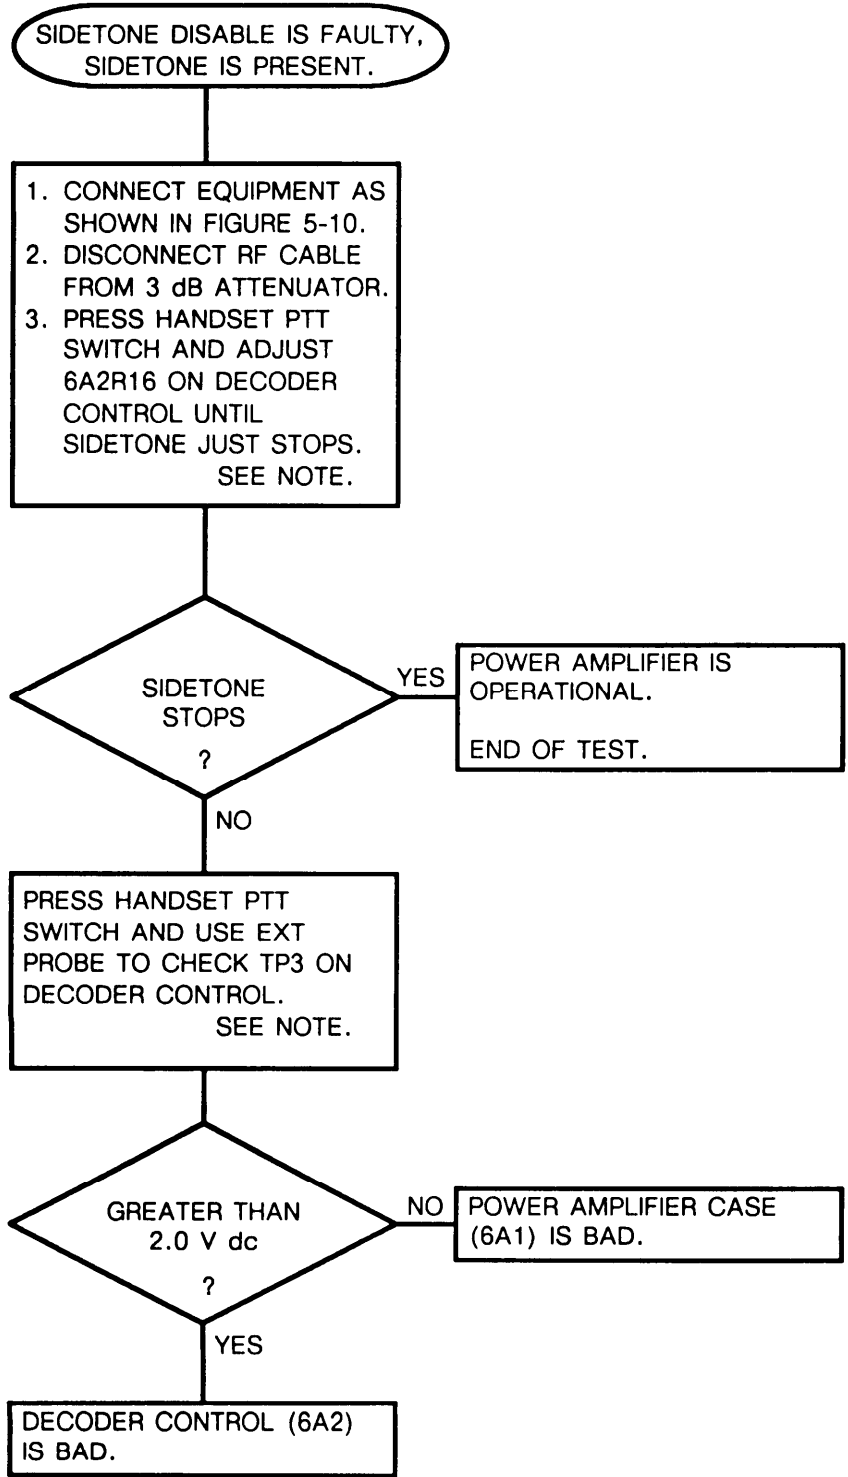 SIDETONE DISABLE IS FAULTY,
SIDETONE IS PRESENT.
1. CONNECT EQUIPMENT AS
SHOWN IN FIGURE 5-10.
2. DISCONNECT RF CABLE
FROM 3 dB ATTENUATOR.
3. PRESS HANDSET PTT
SWITCH AND ADJUST
6A2R16 ON DECODER
CONTROL UNTIL
SIDETONE JUST STOPS.
SEE NOTE.
SIDETONE
STOPS
?
YES
POWER AMPLIFIER IS
OPERATIONAL.
END OF TEST.
NO
PRESS HANDSET PTT
SWITCH AND USE EXT
PROBE TO CHECK TP3 ON
DECODER CONTROL.
SEE NOTE.
GREATER THAN
2.0 V dc
?
NO
POWER AMPLIFIER CASE
(6A1) IS BAD.
YES
DECODER CONTROL (6A2)
IS BAD.